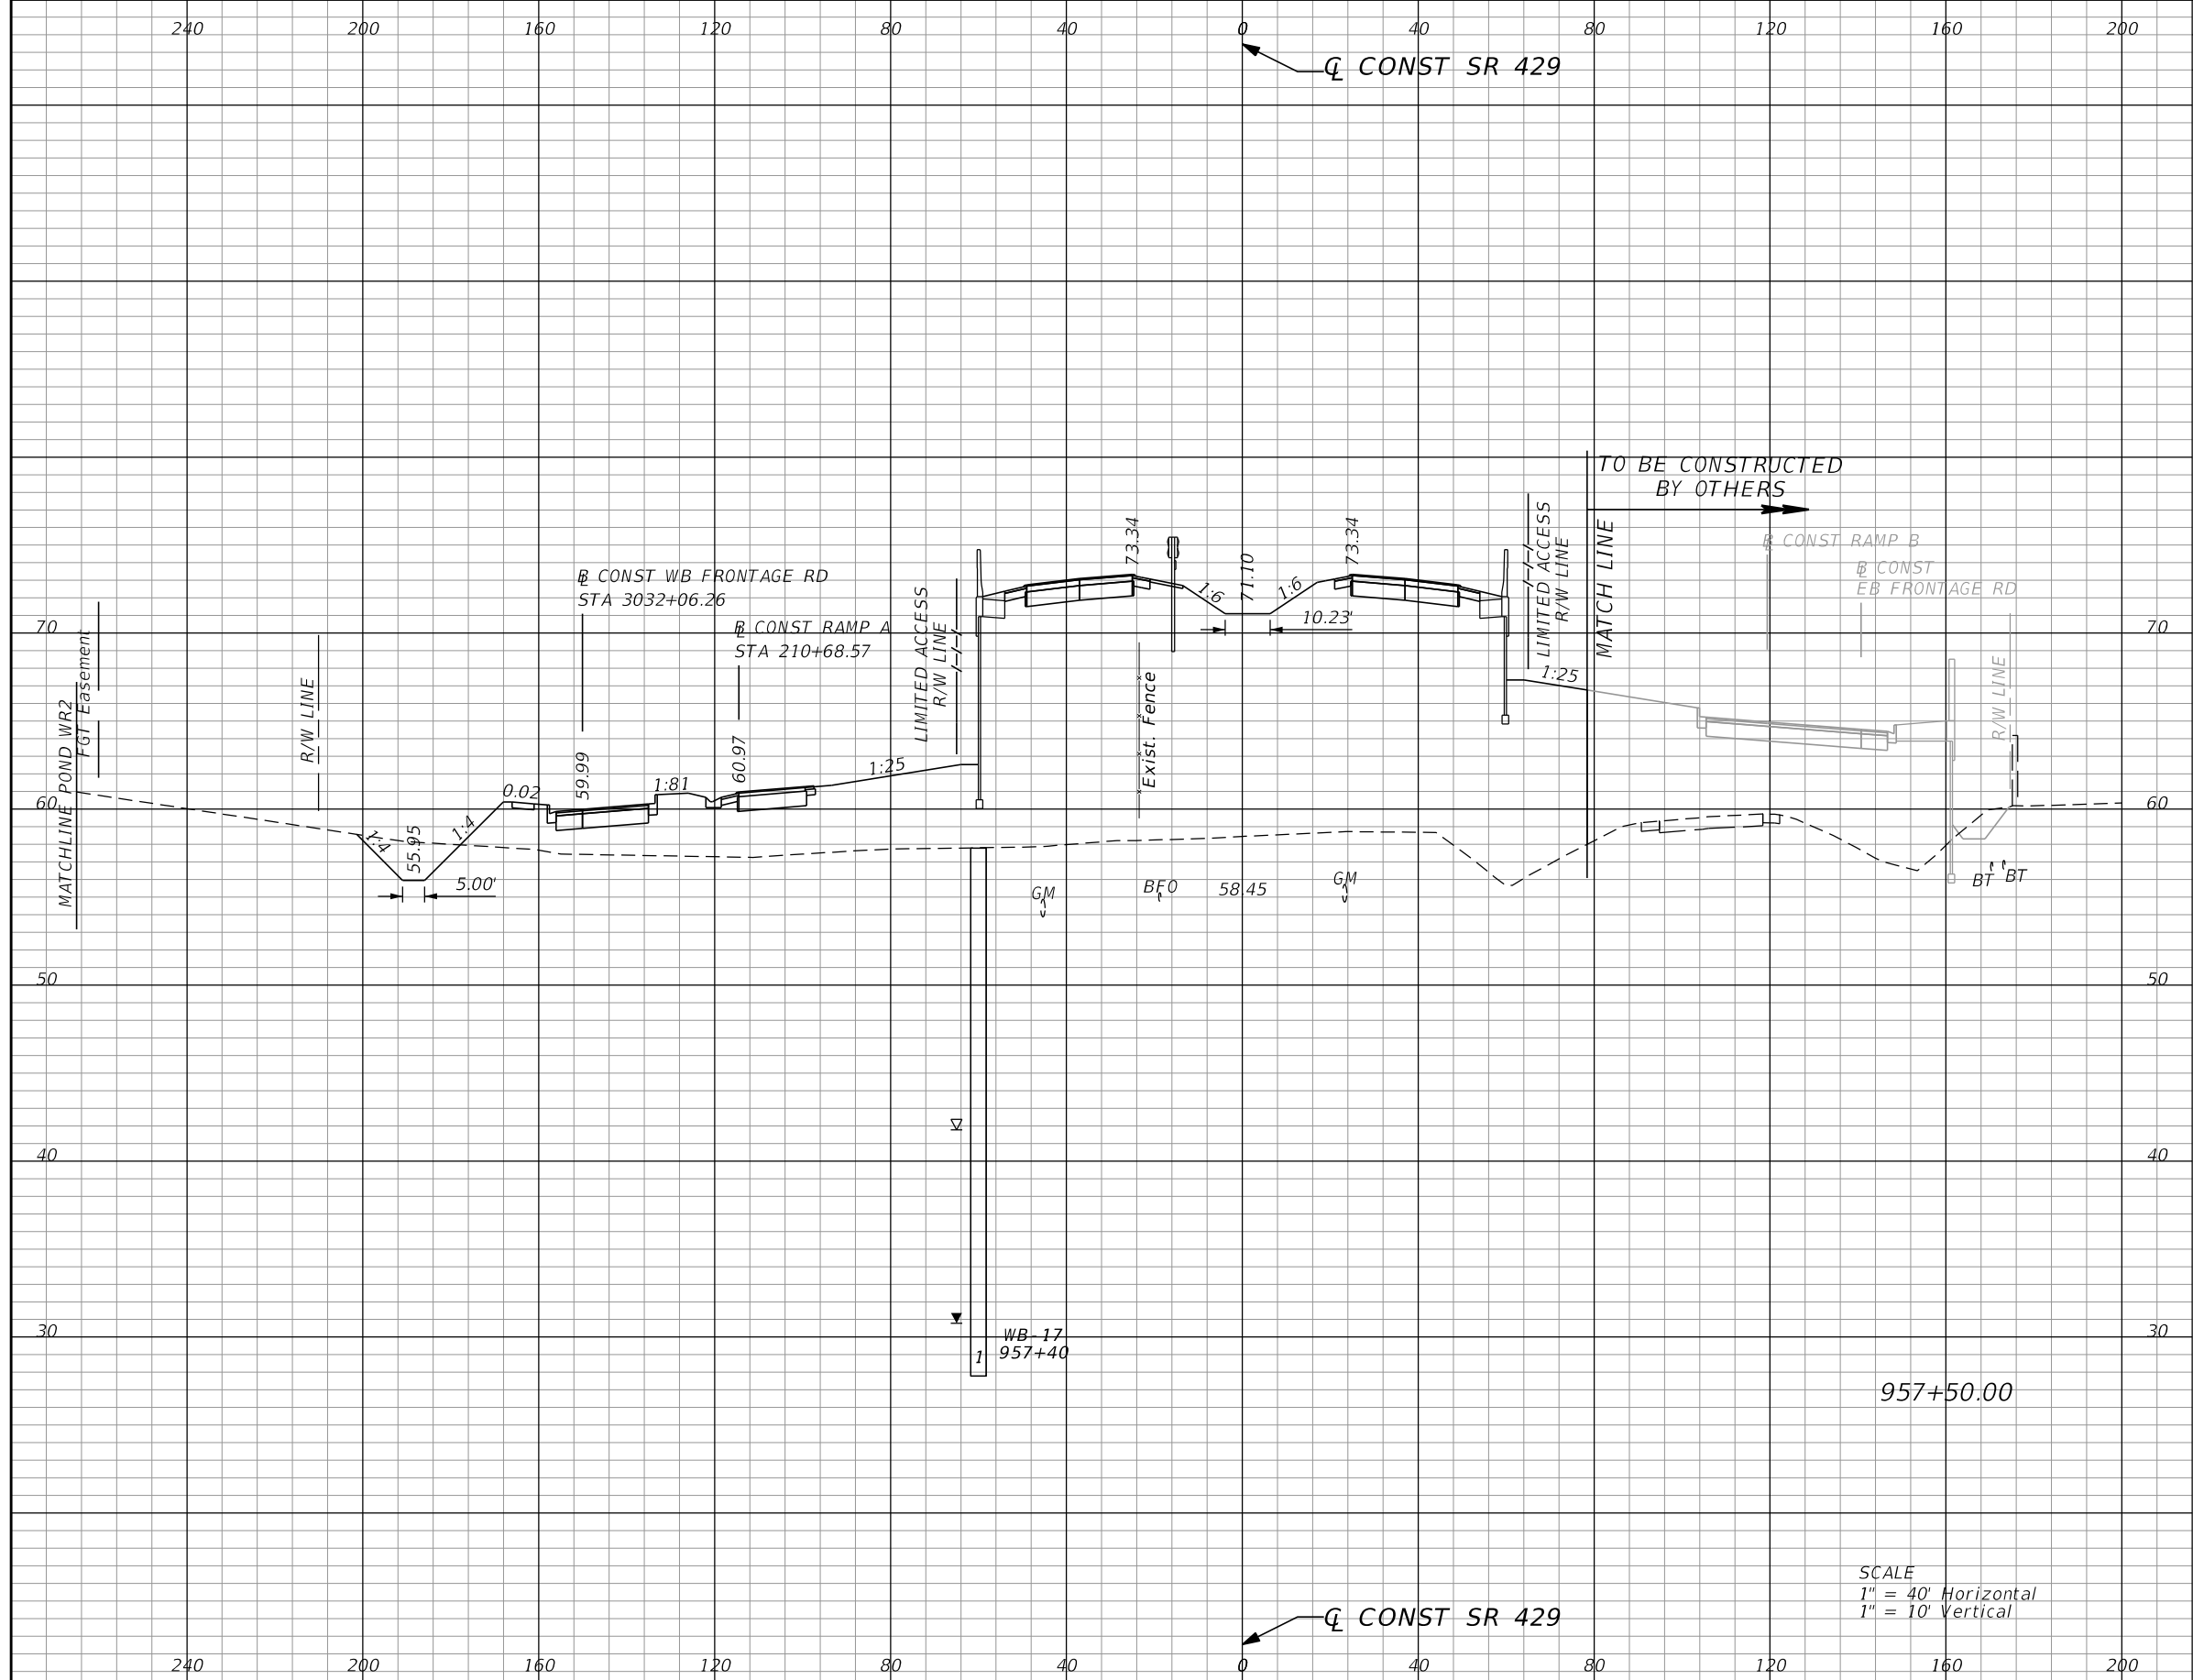 240 200 160 120 80 40 0 40 80 120 160 200
℄ CONST SR 429
TO BE CONSTRUCTED
BY OTHERS
MATCH LINE
LIMITED ACCESS
R/W LINE
℄ CONST RAMP B
℄ CONST
EB FRONTAGE RD
R/W LINE
73.34
73.34
71.10
1:6
1:6
10.23'
1:25
℄ CONST WB FRONTAGE RD
STA 3032+06.26
℄ CONST RAMP A
STA 210+68.57
LIMITED ACCESS
R/W LINE
Exist. Fence
70 70
FGT Easement
MATCHLINE POND WR2
R/W LINE
60 60
0.02
59.99
1:81
60.97
1:25
1:4
55.95
1:4
5.00'
GM
BFO
58.45
GM
BT
BT
50 50
40 40
30 30
WB-17
957+40
1
957+50.00
SCALE
1" = 40' Horizontal
1" = 10' Vertical
℄ CONST SR 429
240 200 160 120 80 40 0 40 80 120 160 200